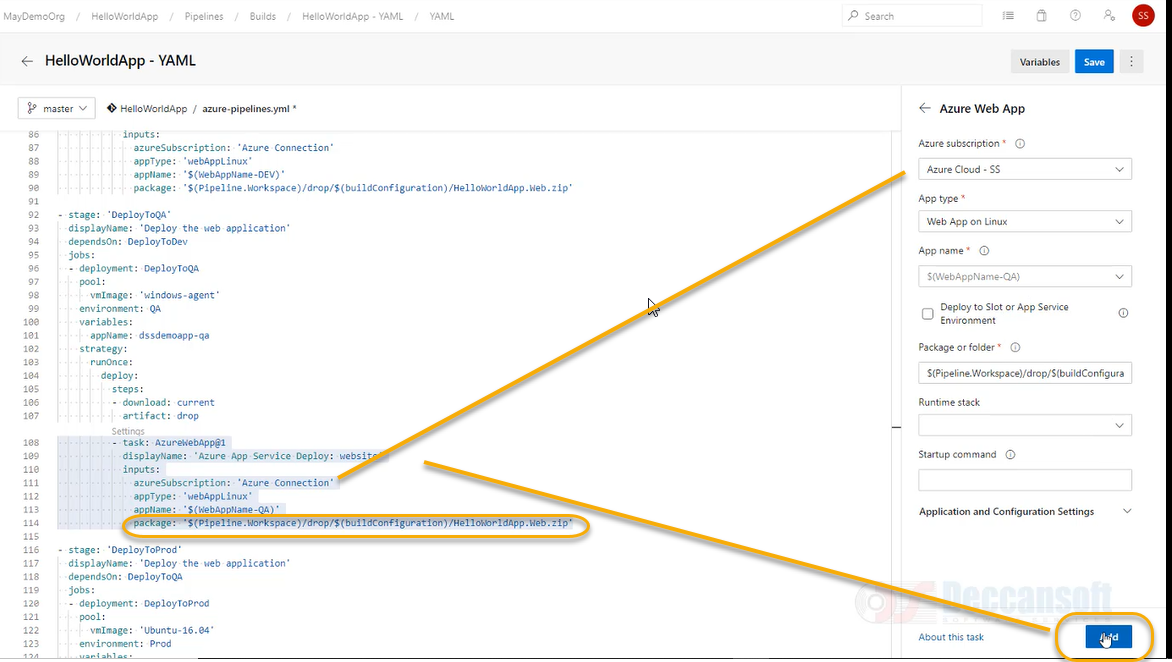 MayDemoOrg / HelloWorldApp / Pipelines / Builds / HelloWorldApp - YAML / YAML
Search
SS
HelloWorldApp - YAML
Variables
Save
master
HelloWorldApp / azure-pipelines.yml *
86 inputs:
87 azureSubscription: 'Azure Connection'
88 appType: 'webAppLinux'
89 appName: '$(WebAppName-DEV)'
90 package: '$(Pipeline.Workspace)/drop/$(buildConfiguration)/HelloWorldApp.Web.zip'
91
92 - stage: 'DeployToQA'
93 displayName: 'Deploy the web application'
94 dependsOn: DeployToDev
95 jobs:
96 - deployment: DeployToQA
97 pool:
98 vmImage: 'windows-agent'
99 environment: QA
100 variables:
101 appName: dssdemoapp-qa
102 strategy:
103 runOnce:
104 deploy:
105 steps:
106 - download: current
107 artifact: drop
Settings
108 - task: AzureWebApp@1
109 displayName: 'Azure App Service Deploy: website'
110 inputs:
111 azureSubscription: 'Azure Connection'
112 appType: 'webAppLinux'
113 appName: '$(WebAppName-QA)'
114 package: '$(Pipeline.Workspace)/drop/$(buildConfiguration)/HelloWorldApp.Web.zip'
115
116 - stage: 'DeployToProd'
117 displayName: 'Deploy the web application'
118 dependsOn: DeployToQA
119 jobs:
120 - deployment: DeployToProd
121 pool:
122 vmImage: 'Ubuntu-16.04'
123 environment: Prod
124 variables:
Azure Web App
Azure subscription *
Azure Cloud - SS
App type *
Web App on Linux
App name *
$(WebAppName-QA)
Deploy to Slot or App Service
Environment
Package or folder *
$(Pipeline.Workspace)/drop/$(buildConfigura
Runtime stack
Startup command
Application and Configuration Settings
Deccansoft
About this task